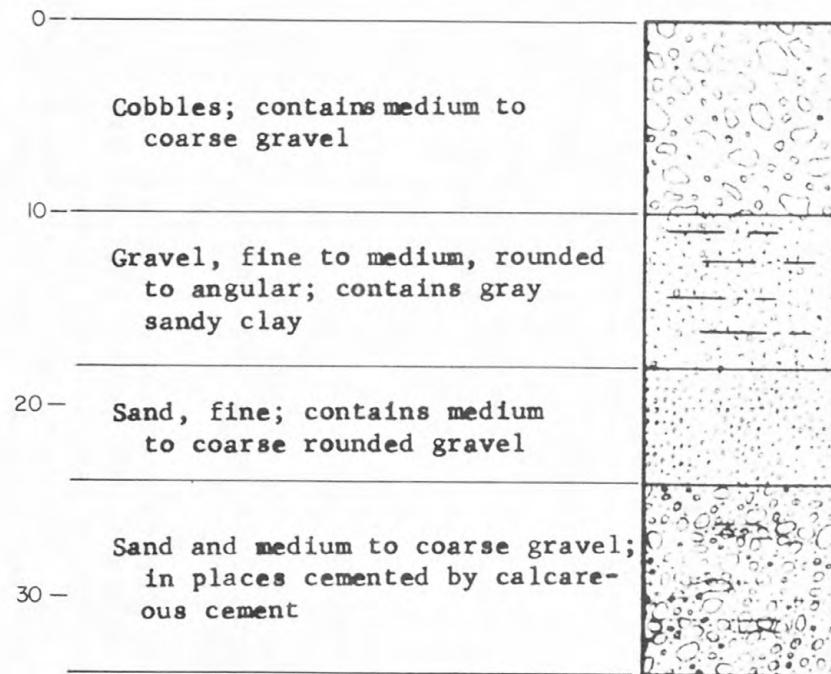 0
Cobbles; contains medium to
coarse gravel
10
Gravel, fine to medium, rounded
to angular; contains gray
sandy clay
20
Sand, fine; contains medium
to coarse rounded gravel
Sand and medium to coarse gravel;
30
in places cemented by calcare-
ous cement